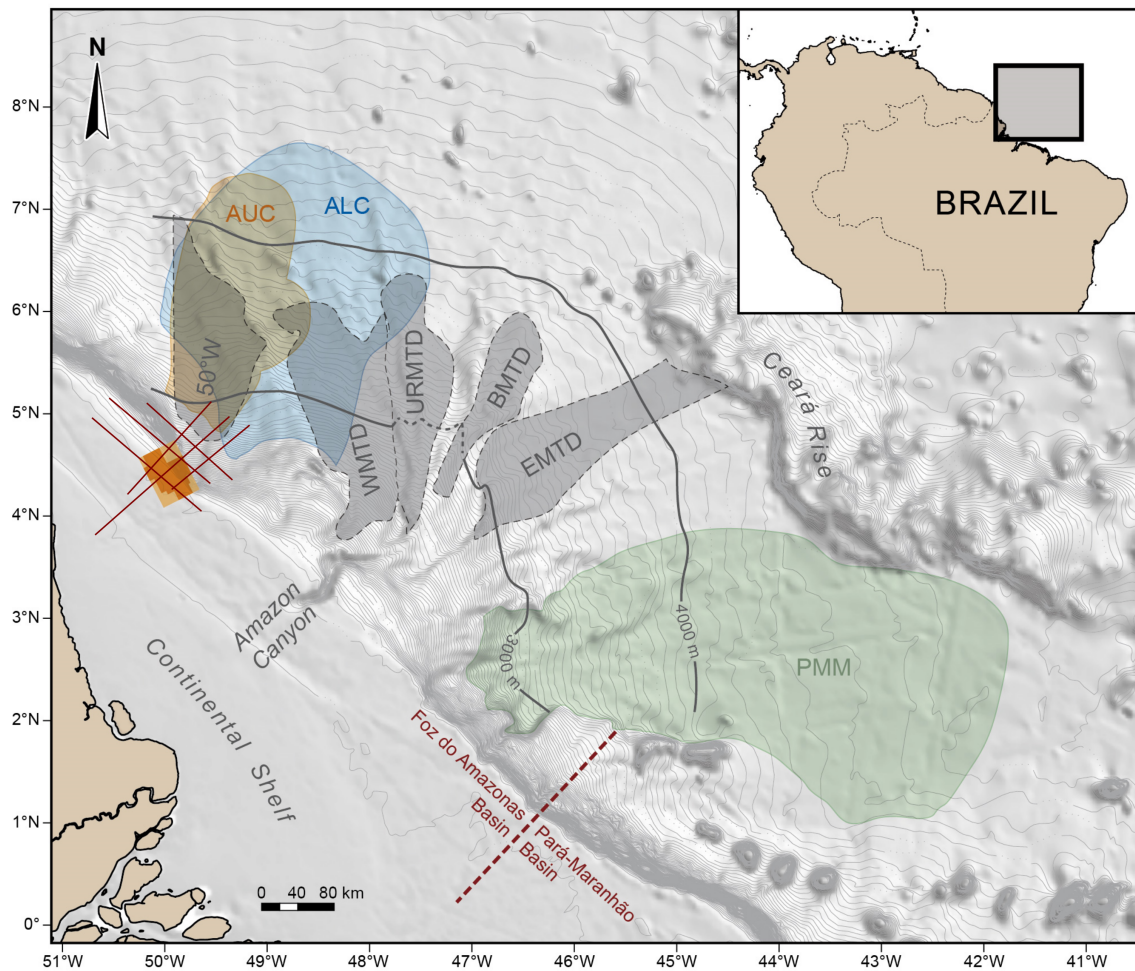 N
BRAZIL
8°N
7°N
6°N
5°N
4°N
3°N
2°N
1°N
0°
AUC
ALC
50°W
WMTD
URMTD
BMTD
EMTD
Ceará Rise
Amazon
Canyon
Continental Shelf
3000 m
4000 m
PMM
Foz do Amazonas
Basin
Pará-Maranhão
Basin
0 40 80 km
51°W 50°W 49°W 48°W 47°W 46°W 45°W 44°W 43°W 42°W 41°W